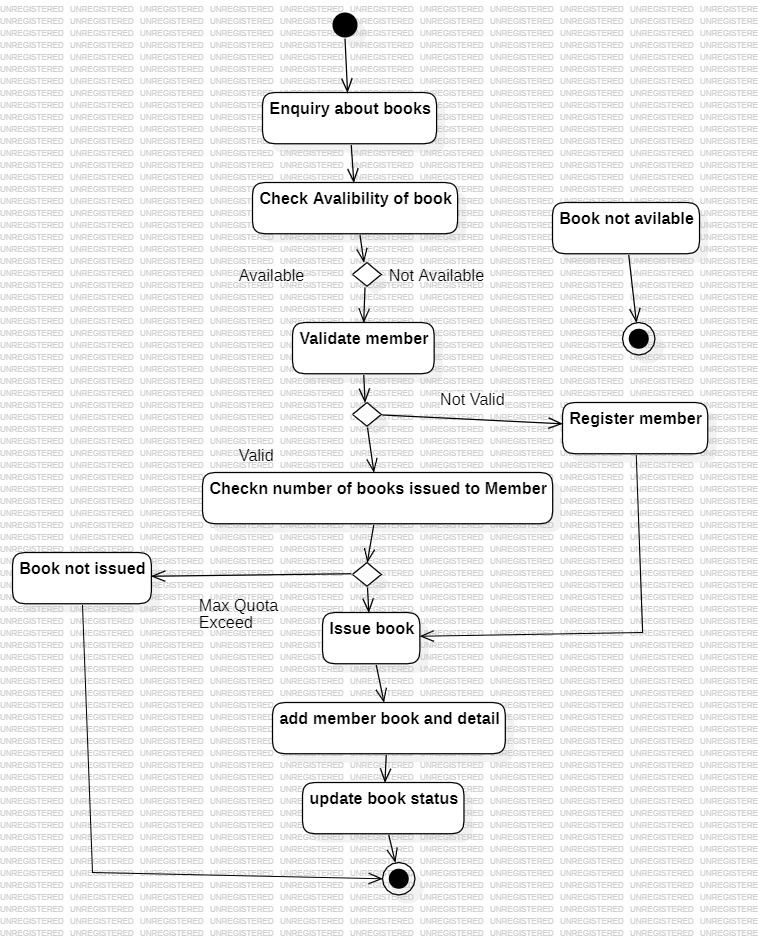 Enquiry about books
Check Avalibility of book
Book not avilable
Available
Not Available
Validate member
Not Valid
Register member
Valid
Checkn number of books issued to Member
Book not issued
Max Quota
Exceed
Issue book
add member book and detail
update book status
UNREGISTERED